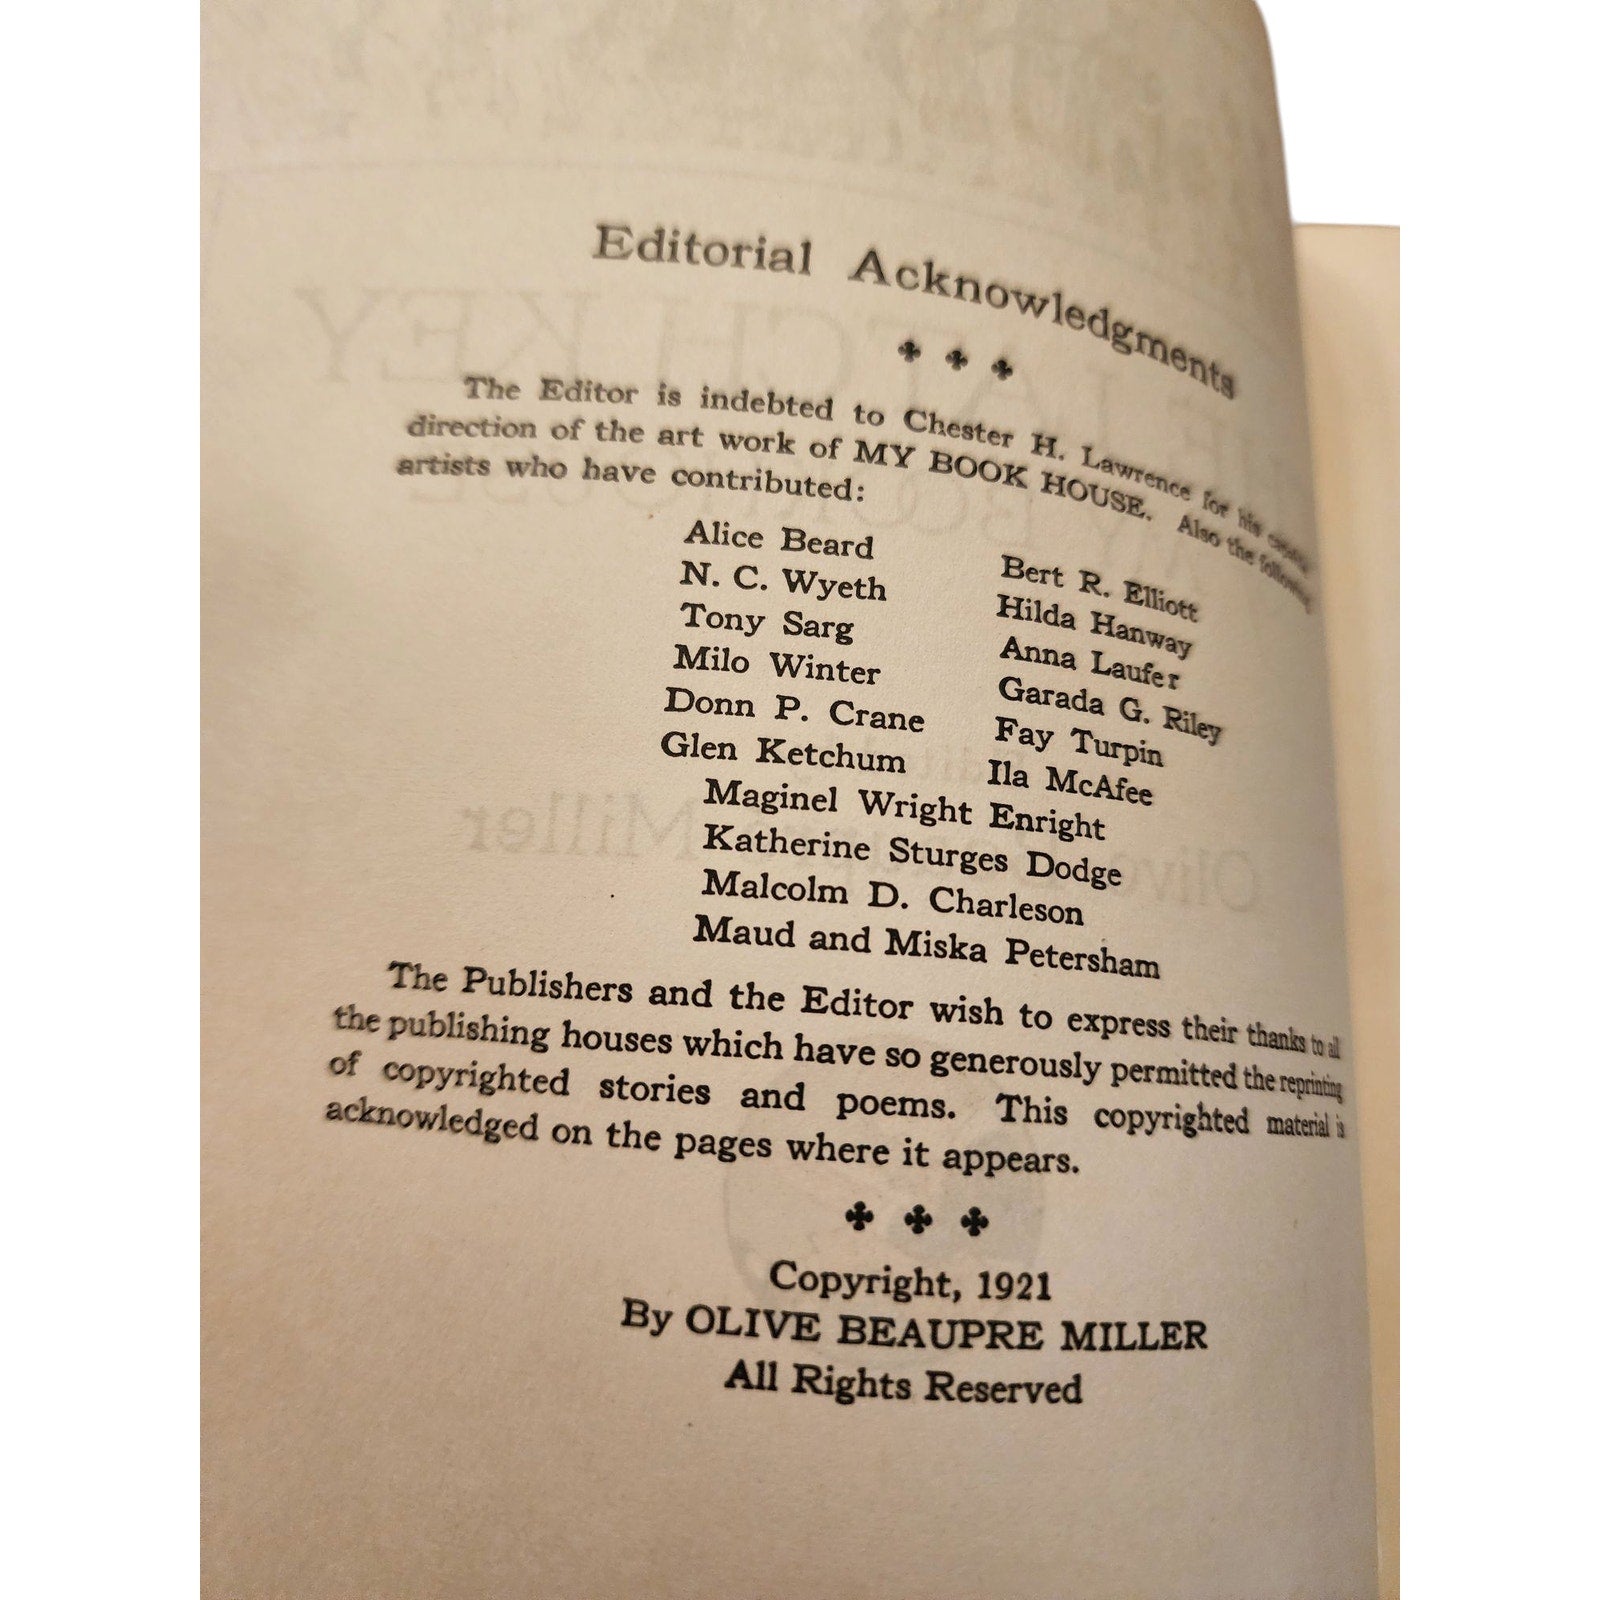 Editorial Acknowledgments
The Editor is indebted to Chester H. Lawrence for his
direction of the art work of MY BOOK HOUSE. Also the following
artists who have contributed:
Alice Beard Bert R. Elliott
N. C. Wyeth Hilda Hanway
Tony Sarg Anna Laufer
Milo Winter Garada G. Riley
Donn P. Crane Fay Turpin
Glen Ketchum Ila McAfee
Maginel Wright Enright
Katherine Sturges Dodge
Malcolm D. Charleson
Maud and Miska Petersham
The Publishers and the Editor wish to express their thanks to all
the publishing houses which have so generously permitted the reprinting
of copyrighted stories and poems. This copyrighted material is
acknowledged on the pages where it appears.
Copyright, 1921
By OLIVE BEAUPRE MILLER
All Rights Reserved